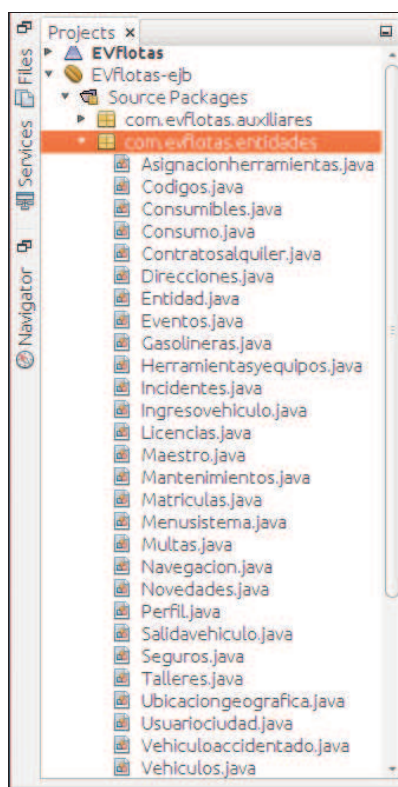 Projects ×
Files
Services
Navigator
EVflotas
EVflotas-ejb
Source Packages
com.evflotas.auxiliares
com.evflotas.entidades
Asignacionherramientas.java
Codigos.java
Consumibles.java
Consumo.java
Contratosalquiler.java
Direcciones.java
Entidad.java
Eventos.java
Gasolineras.java
Herramientasyequipos.java
Incidentes.java
Ingresovehiculo.java
Licencias.java
Maestro.java
Mantenimientos.java
Matriculas.java
Menusistema.java
Multas.java
Navegacion.java
Novedades.java
Perfil.java
Salidavehiculo.java
Seguros.java
Talleres.java
Ubicaciongeografica.java
Usuariociudad.java
Vehiculoaccidentado.java
Vehiculos.java